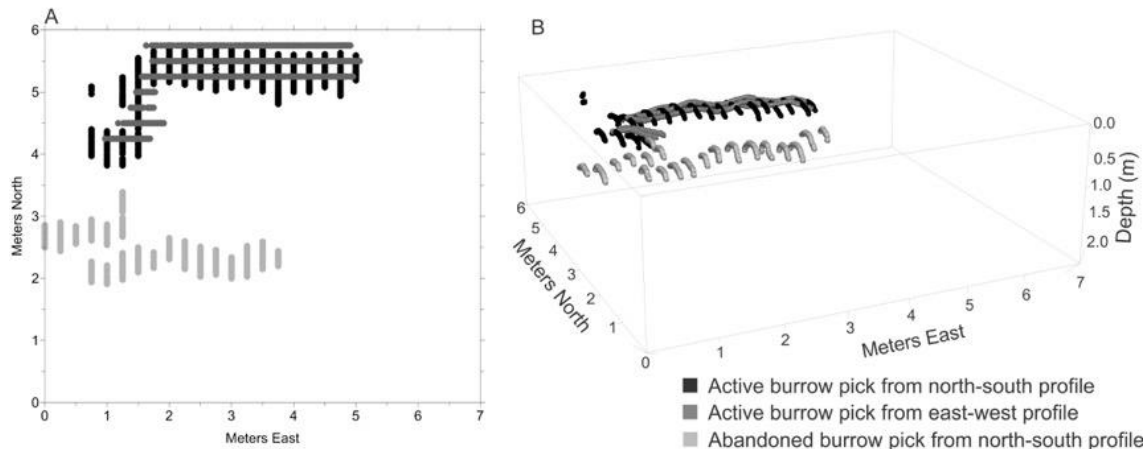 A
6
5
4
3
2
1
0
Meters North
0 1 2 3 4 5 6 7
Meters East
B
0.0
0.5
1.0
1.5
2.0
Depth (m)
6
5
4
3
2
1
Meters North
0 1 2 3 4 5 6 7
Meters East
Active burrow pick from north-south profile
Active burrow pick from east-west profile
Abandoned burrow pick from north-south profile